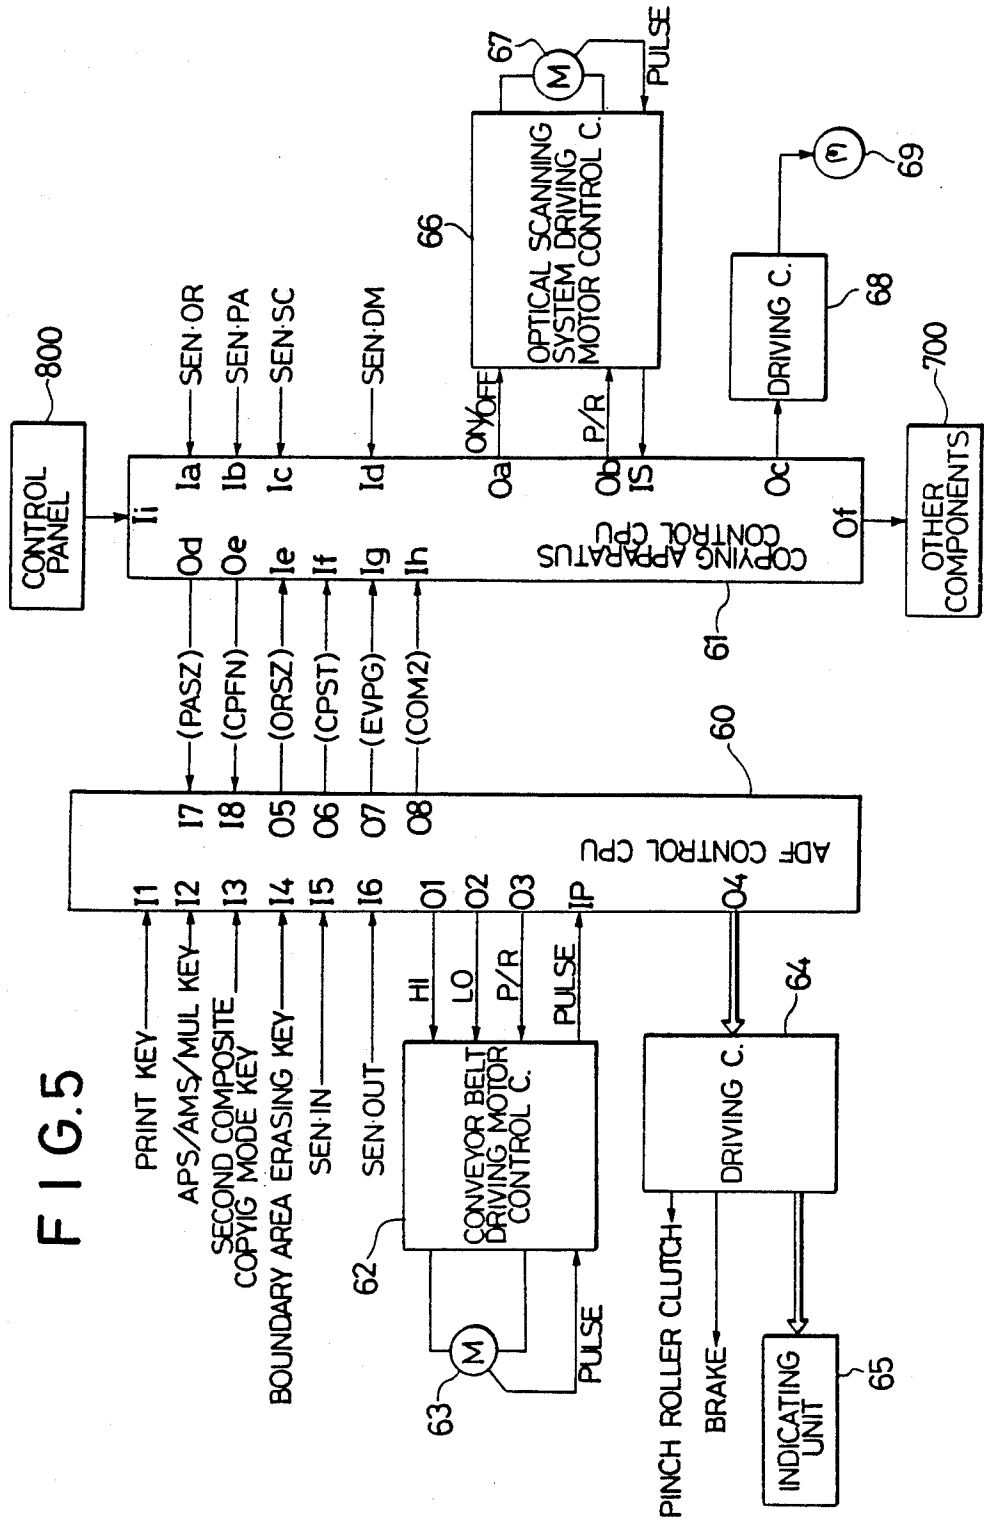 FIG.5
PRINT KEY
I1
APS/AMS/MUL KEY
I2
SECOND COMPOSITE
COPYIG MODE KEY
I3
BOUNDARY AREA ERASING KEY
I4
SEN·IN
I5
SEN·OUT
I6
I7
I8
O5
O6
O7
O8
(PASZ)
(CPFN)
(ORSZ)
(CPST)
(EVPG)
(COM2)
Od
Oe
Ie
If
Ig
Ih
CONTROL
PANEL
800
Ii
Ia
SEN·OR
Ib
SEN·PA
Ic
SEN·SC
Id
SEN·DM
63
M
PULSE
62
CONVEYOR BELT
DRIVING MOTOR
CONTROL C.
HI
O1
LO
O2
P/R
O3
PULSE
IP
ADF CONTROL
CPU
60
O4
COPYING APPARATUS
CONTROL CPU
61
Oa
ON/OFF
Ob
P/R
IS
66
OPTICAL SCANNING
SYSTEM DRIVING
MOTOR CONTROL C.
M
67
PULSE
Oc
DRIVING C.
68
69
Of
OTHER
COMPONENTS
700
PINCH ROLLER CLUTCH
BRAKE
DRIVING C.
64
INDICATING
UNIT
65